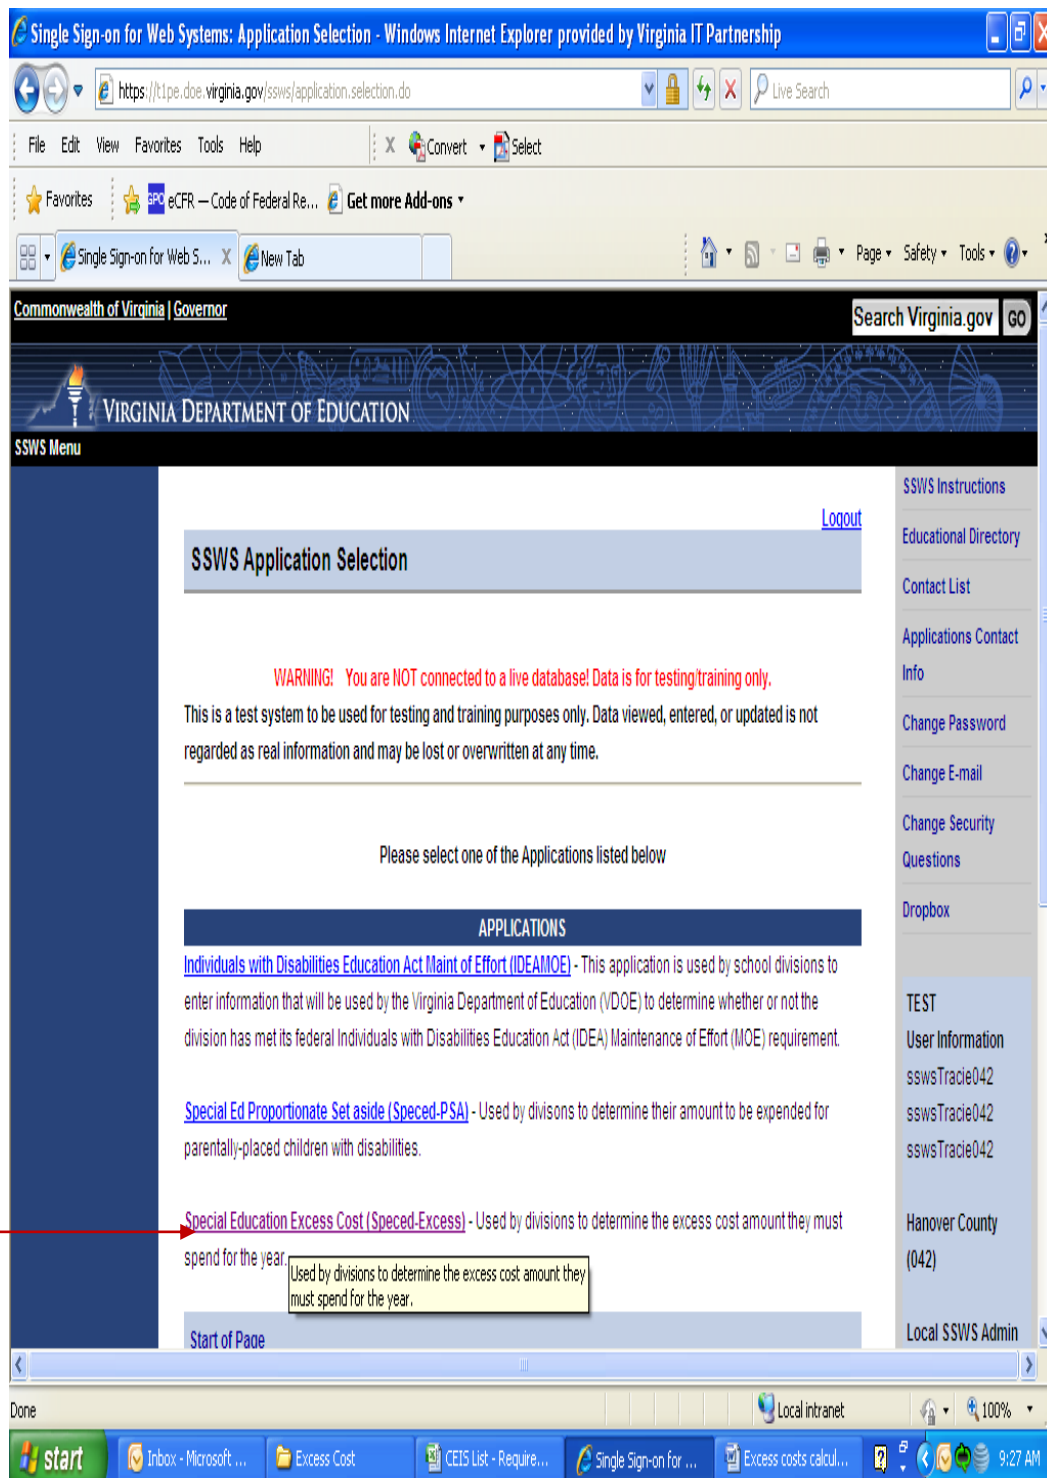 Single Sign-on for Web Systems: Application Selection - Windows Internet Explorer provided by Virginia IT Partnership
https://t1pe.doe.virginia.gov/ssws/application.selection.do
Live Search
File Edit View Favorites Tools Help X Convert Select
Favorites GPO eCFR — Code of Federal Re... Get more Add-ons
Single Sign-on for Web S... X New Tab Page Safety Tools
Commonwealth of Virginia | Governor
Search Virginia.gov GO
VIRGINIA DEPARTMENT OF EDUCATION
SSWS Menu
Logout
SSWS Application Selection
WARNING! You are NOT connected to a live database! Data is for testing/training only.
This is a test system to be used for testing and training purposes only. Data viewed, entered, or updated is not
regarded as real information and may be lost or overwritten at any time.
Please select one of the Applications listed below
APPLICATIONS
Individuals with Disabilities Education Act Maint of Effort (IDEAMOE) - This application is used by school divisions to
enter information that will be used by the Virginia Department of Education (VDOE) to determine whether or not the
division has met its federal Individuals with Disabilities Education Act (IDEA) Maintenance of Effort (MOE) requirement.
Special Ed Proportionate Set aside (Speced-PSA) - Used by divisons to determine their amount to be expended for
parentally-placed children with disabilities.
Special Education Excess Cost (Speced-Excess) - Used by divisions to determine the excess cost amount they must
spend for the year.
Used by divisions to determine the excess cost amount they
must spend for the year.
Start of Page
SSWS Instructions
Educational Directory
Contact List
Applications Contact
Info
Change Password
Change E-mail
Change Security
Questions
Dropbox
TEST
User Information
sswsTracie042
sswsTracie042
sswsTracie042
Hanover County
(042)
Local SSWS Admin
Done Local intranet 100%
start Inbox - Microsoft ... Excess Cost CEIS List - Require... Single Sign-on for ... Excess costs calcul... 9:27 AM